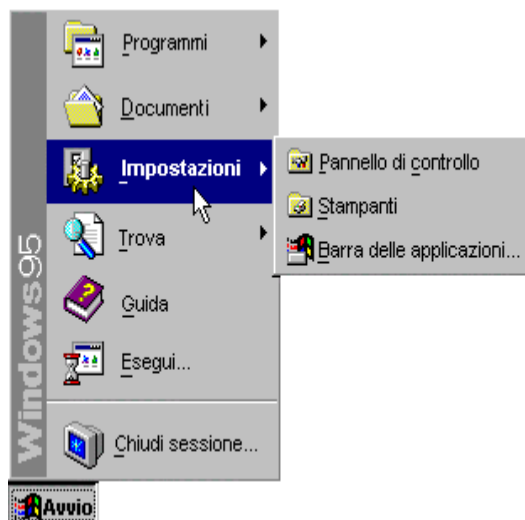 Programmi
Documenti
Impostazioni
Trova
Guida
Esegui...
Chiudi sessione...
Pannello di controllo
Stampanti
Barra delle applicazioni...
Windows95
Avvio